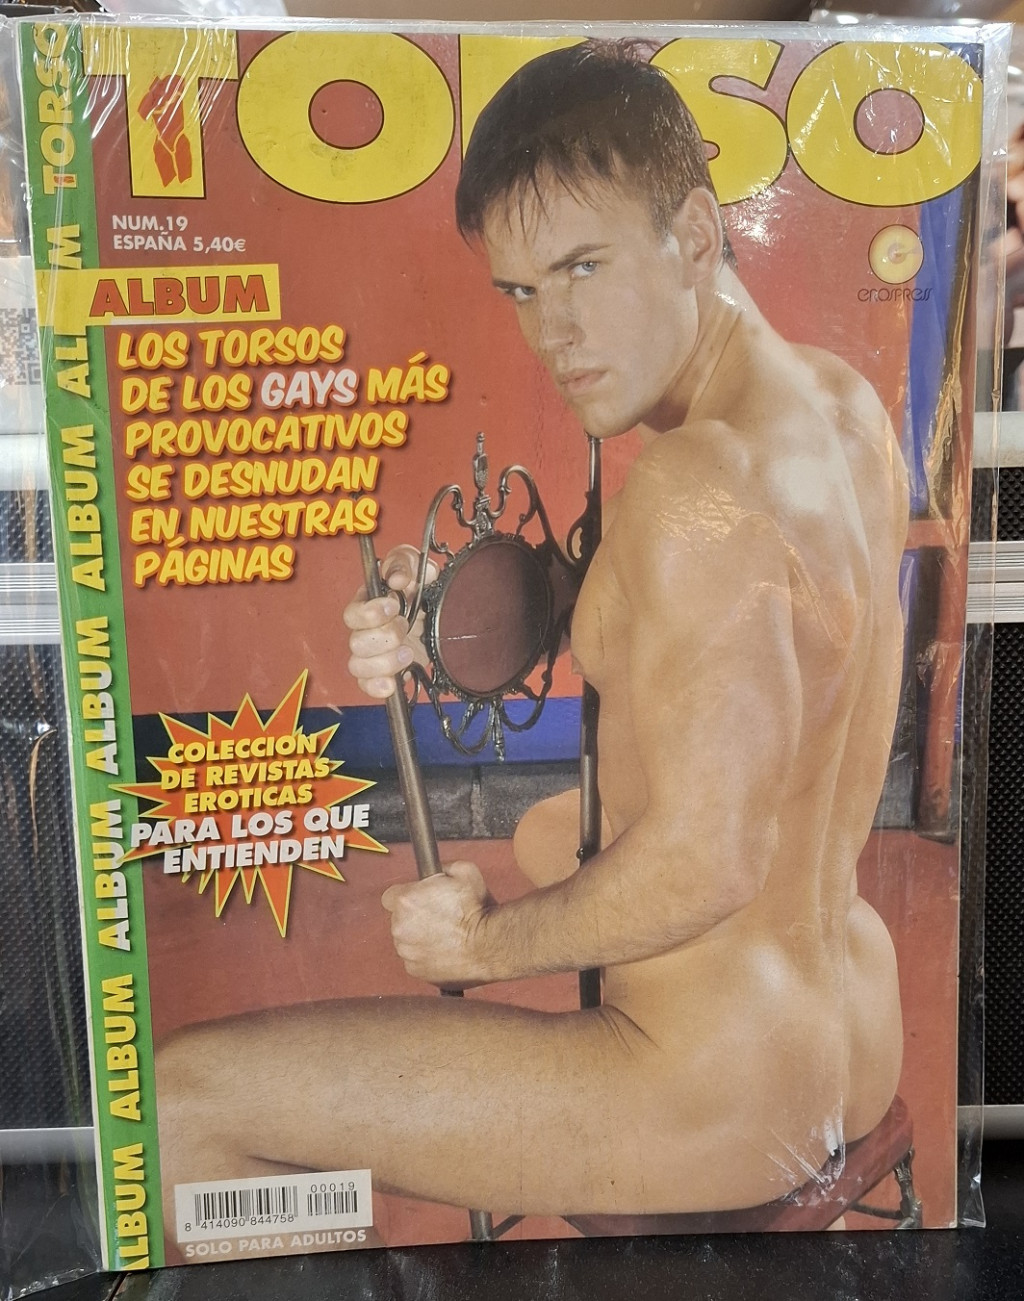 TORSO
NUM.19
ESPAÑA 5,40€
ALBUM
LOS TORSOS
DE LOS GAYS MÁS
PROVOCATIVOS
SE DESNUDAN
EN NUESTRAS
PÁGINAS
erospress
COLECCION
DE REVISTAS
EROTICAS
PARA LOS QUE
ENTIENDEN
00019
8 414090 844758
SOLO PARA ADULTOS
ALBUM ALBUM ALBUM ALBUM ALBUM ALBUM TORSO